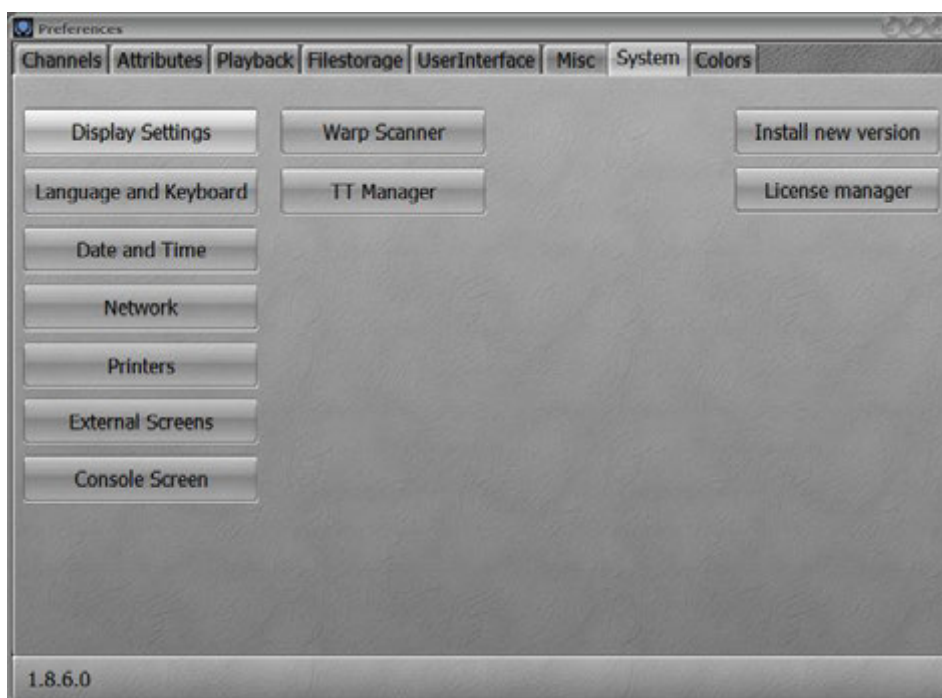 Preferences
Channels Attributes Playback Filestorage UserInterface Misc System Colors
Display Settings Warp Scanner Install new version
Language and Keyboard TT Manager License manager
Date and Time
Network
Printers
External Screens
Console Screen
1.8.6.0